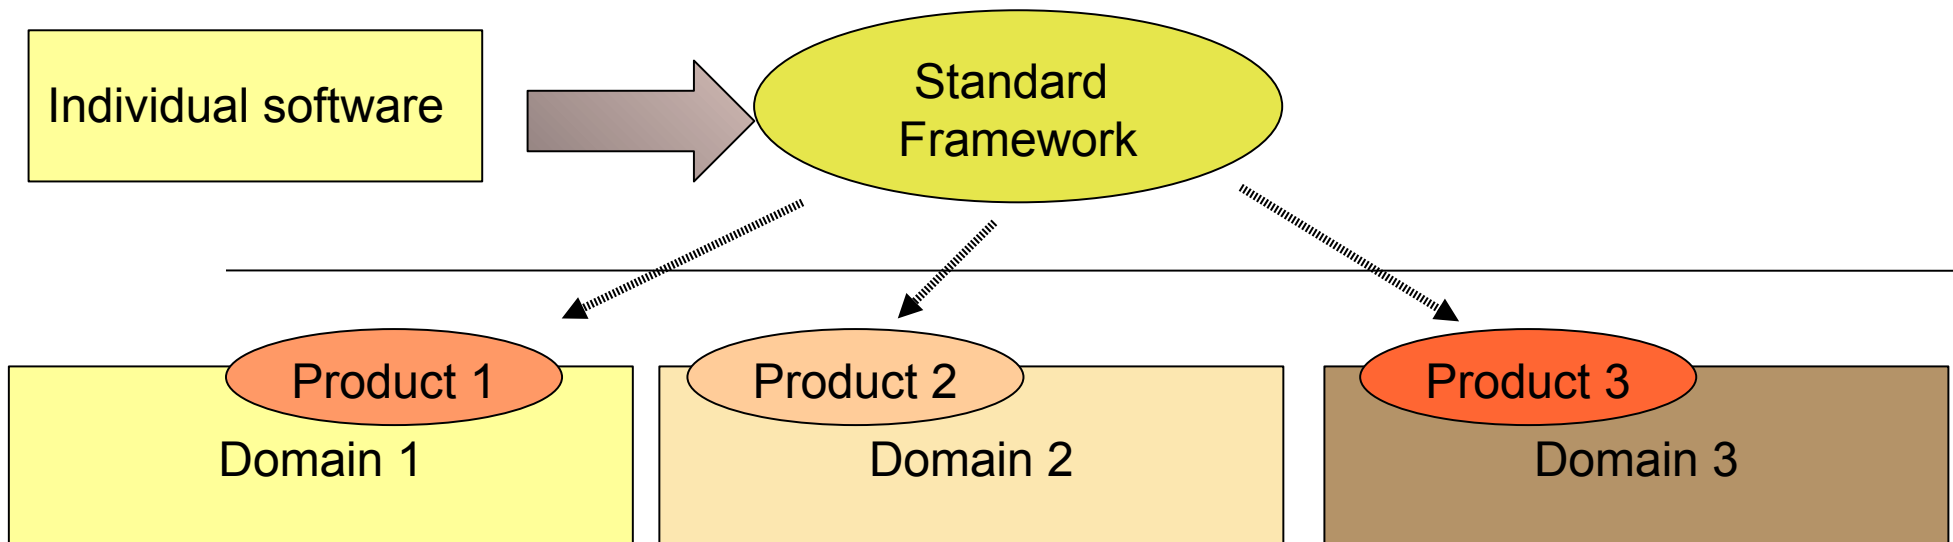 Individual software
Standard
Framework
Product 1
Product 2
Product 3
Domain 1
Domain 2
Domain 3